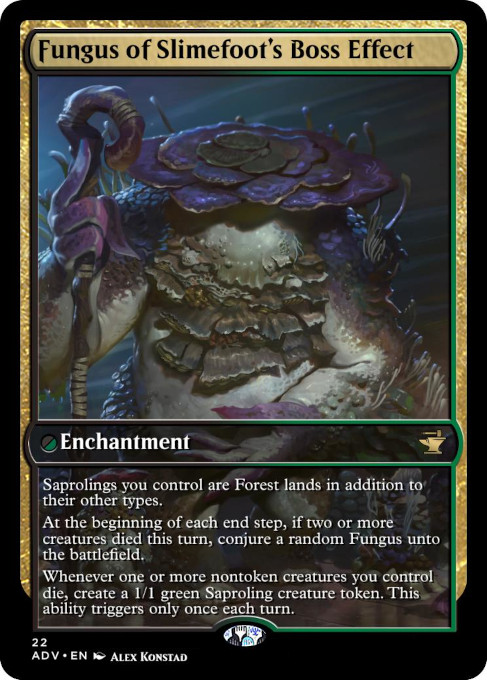 Fungus of Slimefoot's Boss Effect
Enchantment
Saprolings you control are Forest lands in addition to
their other types.
At the beginning of each end step, if two or more
creatures died this turn, conjure a random Fungus unto
the battlefield.
Whenever one or more nontoken creatures you control
die, create a 1/1 green Saproling creature token. This
ability triggers only once each turn.
22
ADV • EN Alex Konstad